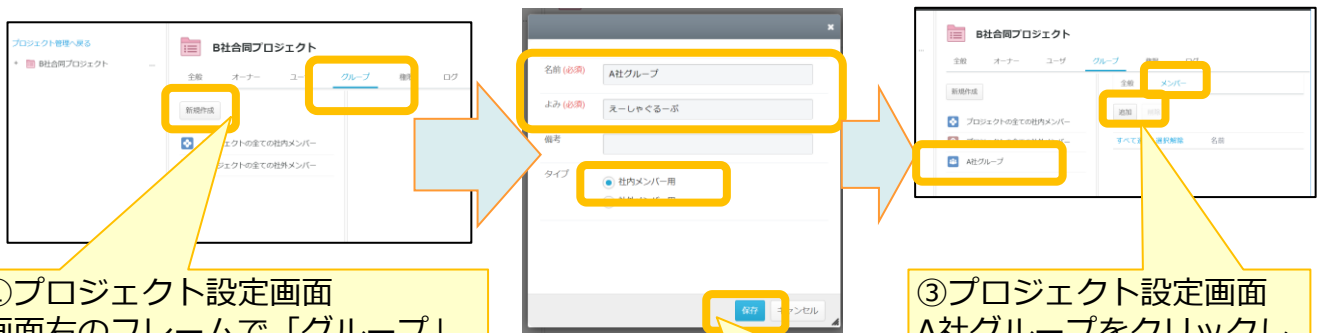 プロジェクト管理へ戻る
B社合同プロジェクト
B社合同プロジェクト
全般 オーナー ユー グループ 権限 ログ
新規作成
ジェクトの全ての社内メンバー
ジェクトの全ての社外メンバー
名前 (必須) A社グループ
よみ (必須) えーしゃぐるーぷ
備考
タイプ
社内メンバー用
保存 キャンセル
B社合同プロジェクト
全般 オーナー ユーザ グループ 権限 ログ
新規作成
プロジェクトの全ての社内メンバー
A社グループ
全般 メンバー
追加
すべて 選択解除 名前
①プロジェクト設定画面
画面右のフレームで「グループ」
③プロジェクト設定画面
A社グループをクリックし